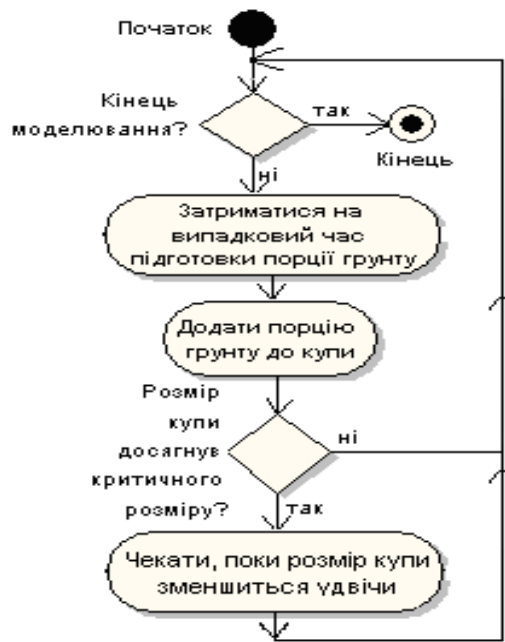 Початок
Кінець
моделювання?
так
Кінець
ні
Затриматися на
випадковий час
підготовки порції грунту
Додати порцію
грунту до купи
Розмір
купи
досягнув
критичного
розміру?
ні
так
Чекати, поки розмір купи
зменшиться удвічи